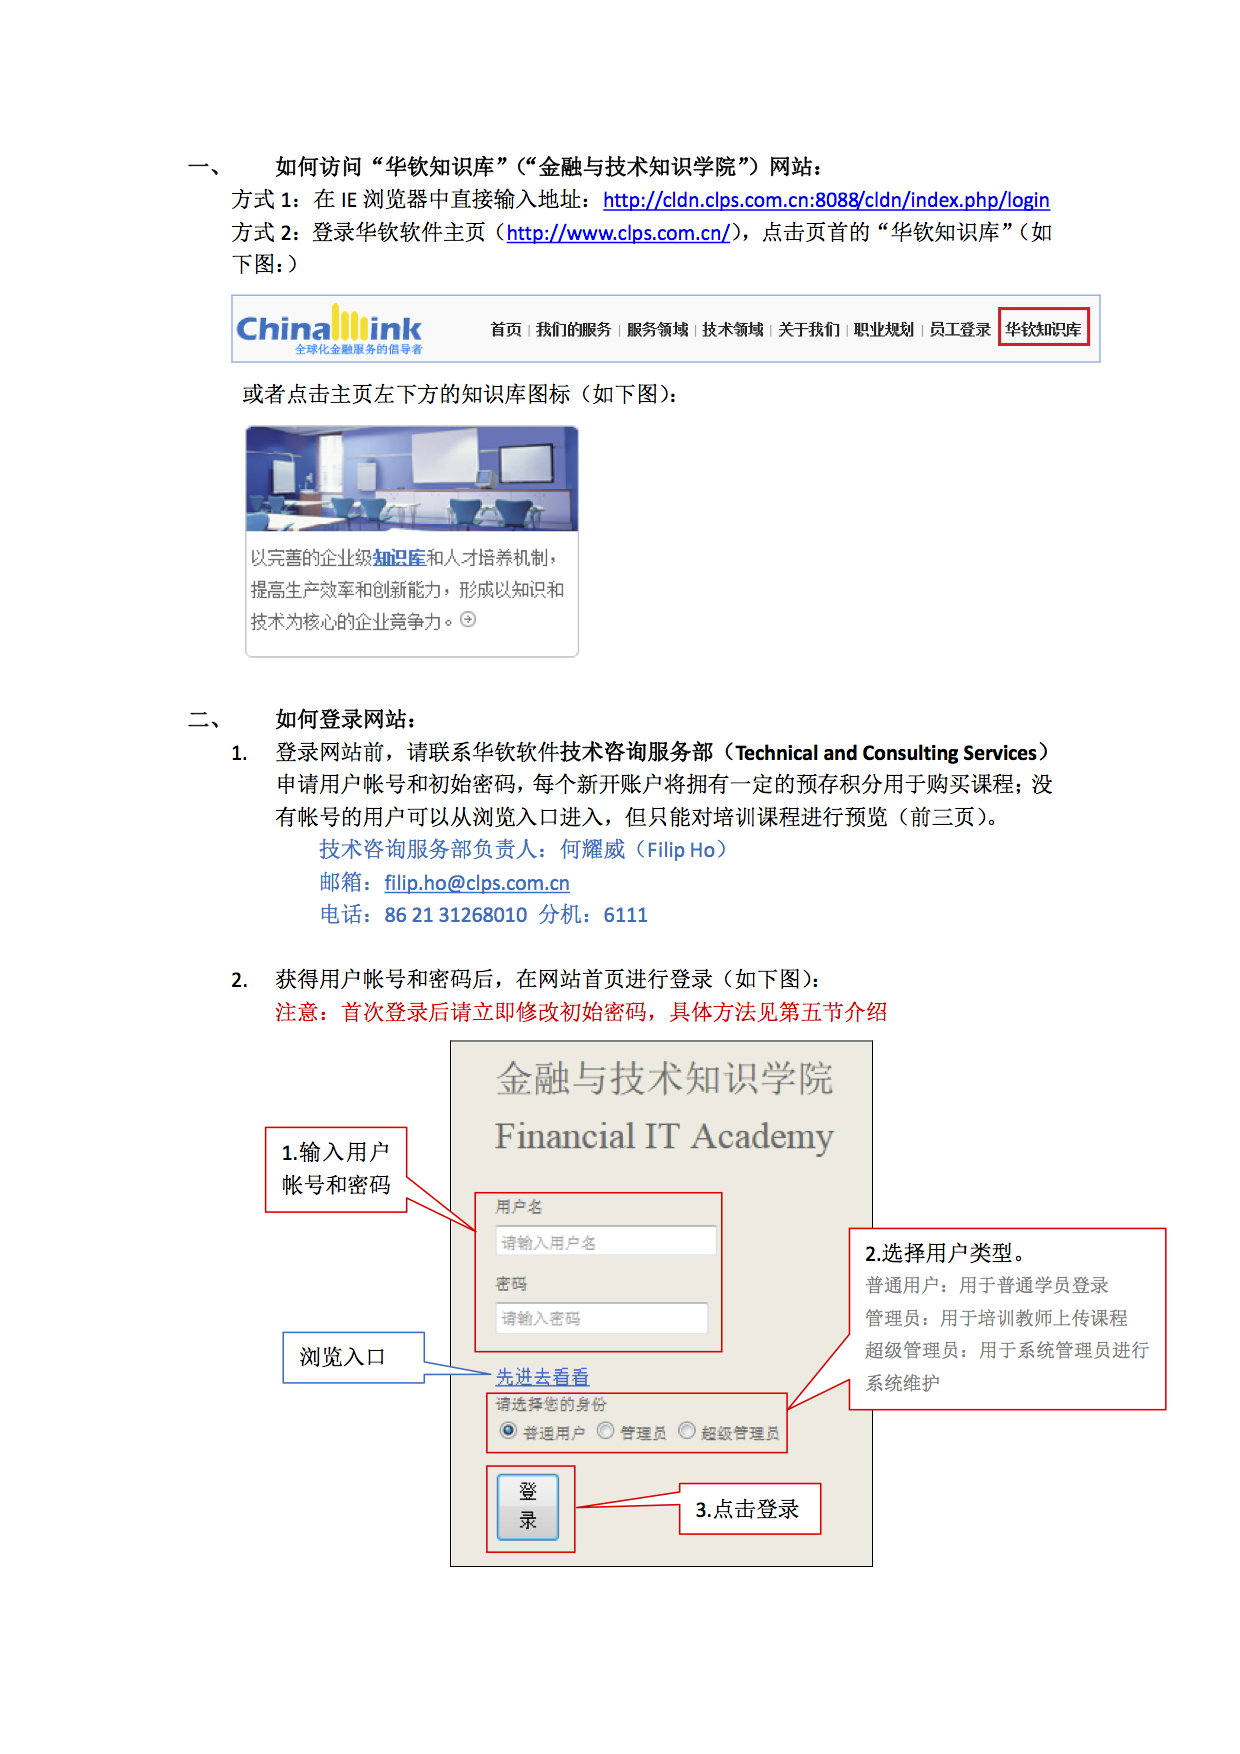 一、 如何访问“华钦知识库”（“金融与技术知识学院”）网站：
方式 1：在 IE 浏览器中直接输入地址：http://cldn.clps.com.cn:8088/cldn/index.php/login
方式 2：登录华钦软件主页（http://www.clps.com.cn/），点击页首的“华钦知识库”（如
下图：）
China link
全球化金融服务的倡导者
首页 | 我们的服务 | 服务领域 | 技术领域 | 关于我们 | 职业规划 | 员工登录 华钦知识库
或者点击主页左下方的知识库图标（如下图）：
以完善的企业级知识库和人才培养机制，
提高生产效率和创新能力，形成以知识和
技术为核心的企业竞争力。
二、 如何登录网站：
1. 登录网站前，请联系华钦软件技术咨询服务部（Technical and Consulting Services）
申请用户帐号和初始密码，每个新开账户将拥有一定的预存积分用于购买课程；没
有帐号的用户可以从浏览入口进入，但只能对培训课程进行预览（前三页）。
技术咨询服务部负责人：何耀威（Filip Ho）
邮箱：filip.ho@clps.com.cn
电话：86 21 31268010 分机：6111
2. 获得用户帐号和密码后，在网站首页进行登录（如下图）：
注意：首次登录后请立即修改初始密码，具体方法见第五节介绍
金融与技术知识学院
Financial IT Academy
1.输入用户
帐号和密码
用户名
请输入用户名
密码
请输入密码
2.选择用户类型。
普通用户：用于普通学员登录
管理员：用于培训教师上传课程
超级管理员：用于系统管理员进行
系统维护
浏览入口
先进去看看
请选择您的身份
普通用户 管理员 超级管理员
登
录
3.点击登录